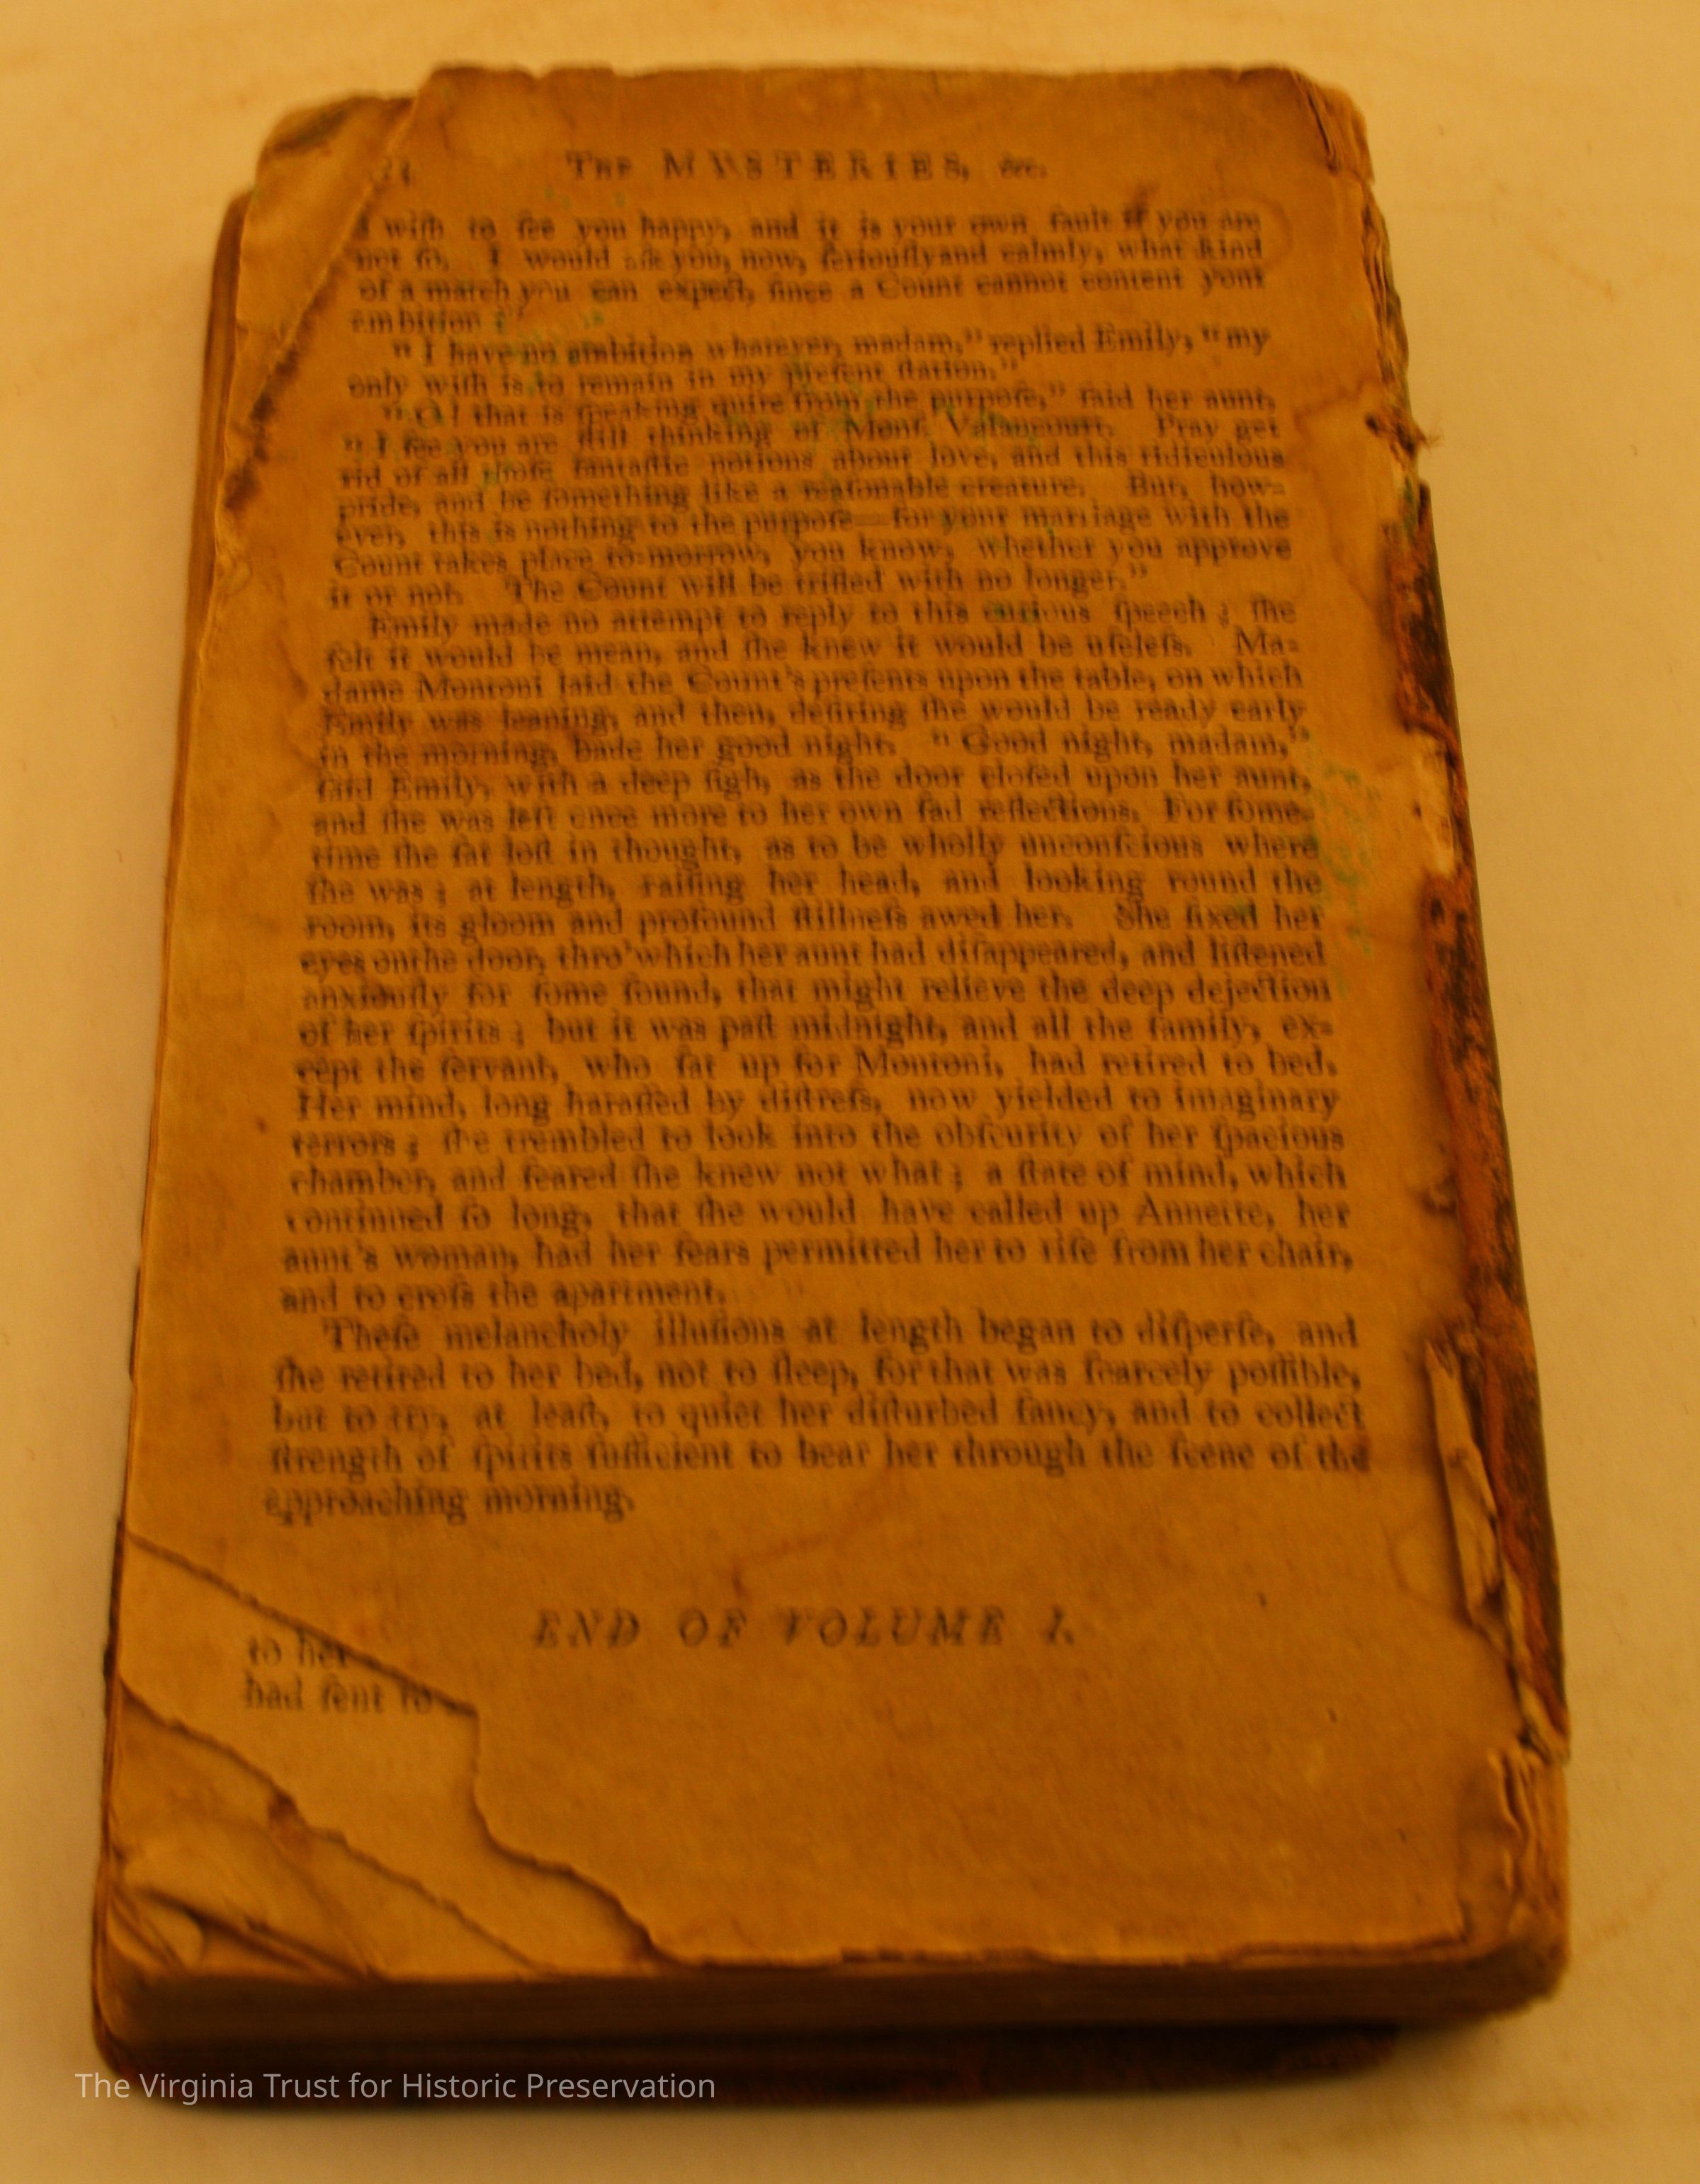 THE MYSTERIES, &c.
I wiſh to ſee you happy, and it is your own fault if you are
not ſo. I would aſk you, now, ſeriouſlyand calmly, what kind
of a match you can expect, ſince a Count cannot content your
ambition ?"
" I have no ambition whatever, madam," replied Emily, " my
only wiſh is to remain in my preſent ſtation."
" O! that is ſpeaking quite from the purpoſe," ſaid her aunt,
" I ſee you are ſtill thinking of Monſ. Valancourt. Pray get
rid of all thoſe fantaſtic notions about love, and this ridiculous
pride, and be ſomething like a reaſonable creature. But, how-
ever, this is nothing to the purpoſe—for your marriage with the
Count takes place to-morrow, you know, whether you approve
it or not. The Count will be trifled with no longer."
Emily made no attempt to reply to this curious ſpeech ; ſhe
felt it would be mean, and ſhe knew it would be uſeleſs. Ma-
dame Montoni laid the Count's preſents upon the table, on which
Emily was leaning, and then, deſiring ſhe would be ready early
in the morning, bade her good night. " Good night, madam,"
ſaid Emily, with a deep ſigh, as the door cloſed upon her aunt,
and ſhe was left once more to her own ſad reflections. For ſome-
time ſhe ſat loſt in thought, as to be wholly unconſcious where
ſhe was ; at length, raiſing her head, and looking round the
room, its gloom and profound ſtillneſs awed her. She fixed her
eyes onthe door, thro' which her aunt had diſappeared, and liſtened
anxiouſly for ſome ſound, that might relieve the deep dejection
of her ſpirits ; but it was paſt midnight, and all the family, ex-
cept the ſervant, who ſat up for Montoni, had retired to bed.
Her mind, long haraſſed by diſtreſs, now yielded to imaginary
terrors ; ſhe trembled to look into the obſcurity of her ſpacious
chamber, and feared ſhe knew not what ; a ſtate of mind, which
continued ſo long, that ſhe would have called up Annette, her
aunt's woman, had her fears permitted her to riſe from her chair,
and to croſs the apartment.
Theſe melancholy illuſions at length began to diſperſe, and
ſhe retired to her bed, not to ſleep, for that was ſcarcely poſſible,
but to try, at leaſt, to quiet her diſturbed fancy, and to collect
ſtrength of ſpirits ſufficient to bear her through the ſcene of the
approaching morning.
END OF VOLUME I.
to her
had ſent to
The Virginia Trust for Historic Preservation